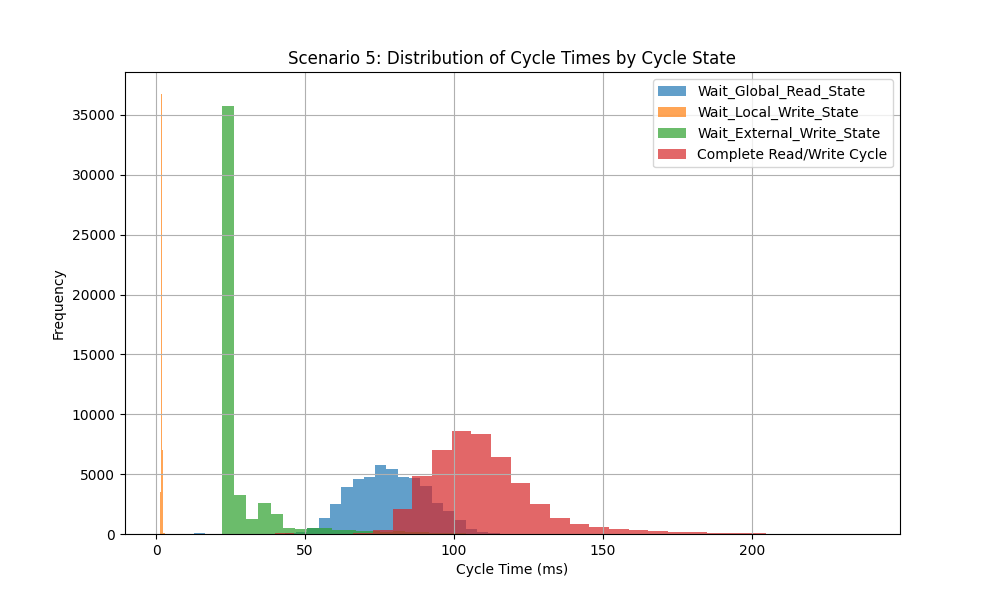 Scenario 5: Distribution of Cycle Times by Cycle State
Wait_Global_Read_State
Wait_Local_Write_State
Wait_External_Write_State
Complete Read/Write Cycle
Frequency
35000
30000
25000
20000
15000
10000
5000
0
0 50 100 150 200
Cycle Time (ms)